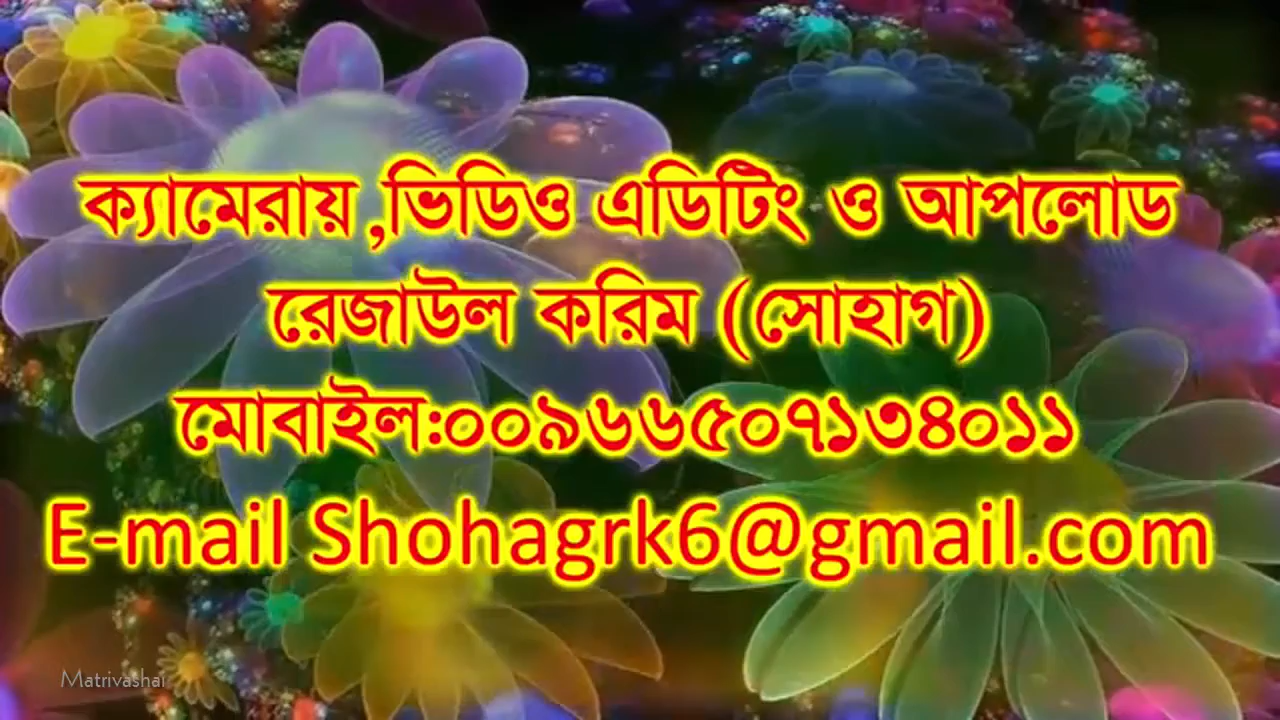 ক্যামেরায় ,ভিডিও এডিটিং ও আপলোড
রেজাউল করিম (সোহাগ)
মোবাইলঃ০০৯৬৬৫০৭১৩৪০১১
E-mail Shohagrk6@gmail.com
Matrivashai